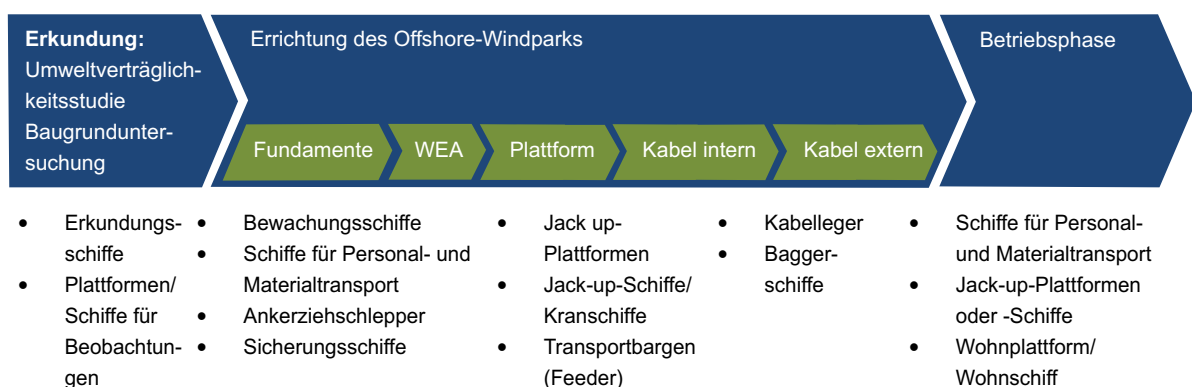 Erkundung:
Umweltverträglich-
keitsstudie
Baugrundunter-
suchung
Errichtung des Offshore-Windparks
Fundamente
WEA
Plattform
Kabel intern
Kabel extern
Betriebsphase
• Erkundungs-
schiffe
• Plattformen/
Schiffe für
Beobachtun-
gen
• Bewachungsschiffe
• Schiffe für Personal- und
Materialtransport
• Ankerziehschlepper
• Sicherungsschiffe
• Jack up-
Plattformen
• Jack-up-Schiffe/
Kranschiffe
• Transportbargen
(Feeder)
• Kabelleger
• Bagger-
schiffe
• Schiffe für Personal-
und Materialtransport
• Jack-up-Plattformen
oder -Schiffe
• Wohnplattform/
Wohnschiff